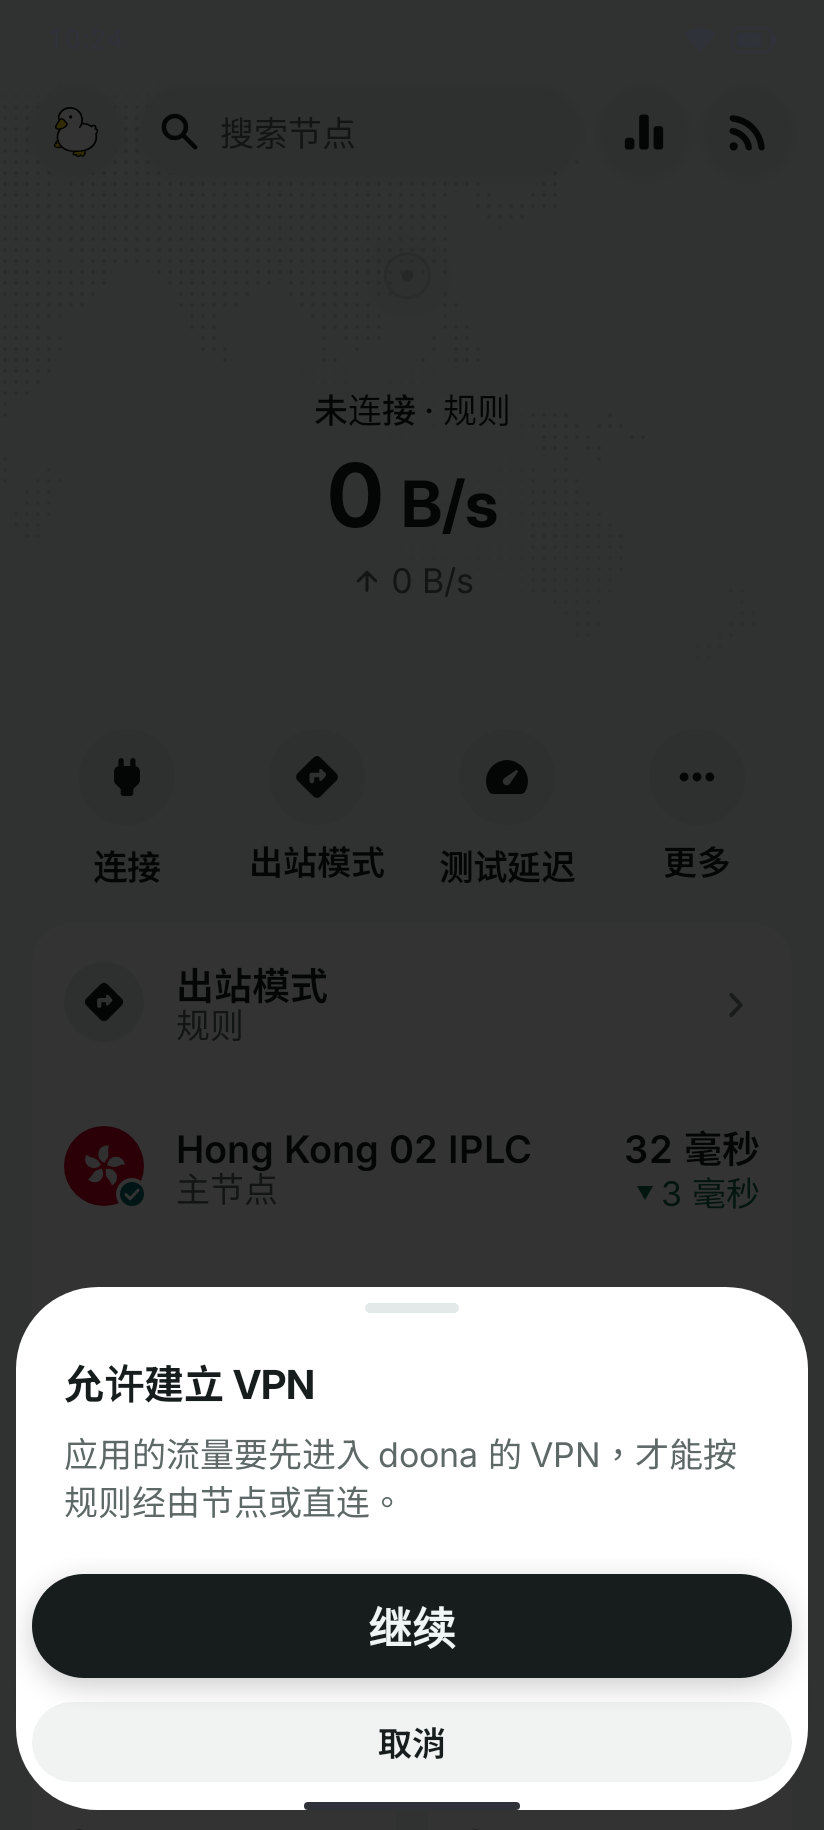 搜索节点
未连接 · 规则
0 B/s
↑ 0 B/s
连接
出站模式
测试延迟
更多
出站模式
规则
Hong Kong 02 IPLC
32 毫秒
主节点
▼3 毫秒
允许建立 VPN
应用的流量要先进入 doona 的 VPN，才能按
规则经由节点或直连。
继续
取消